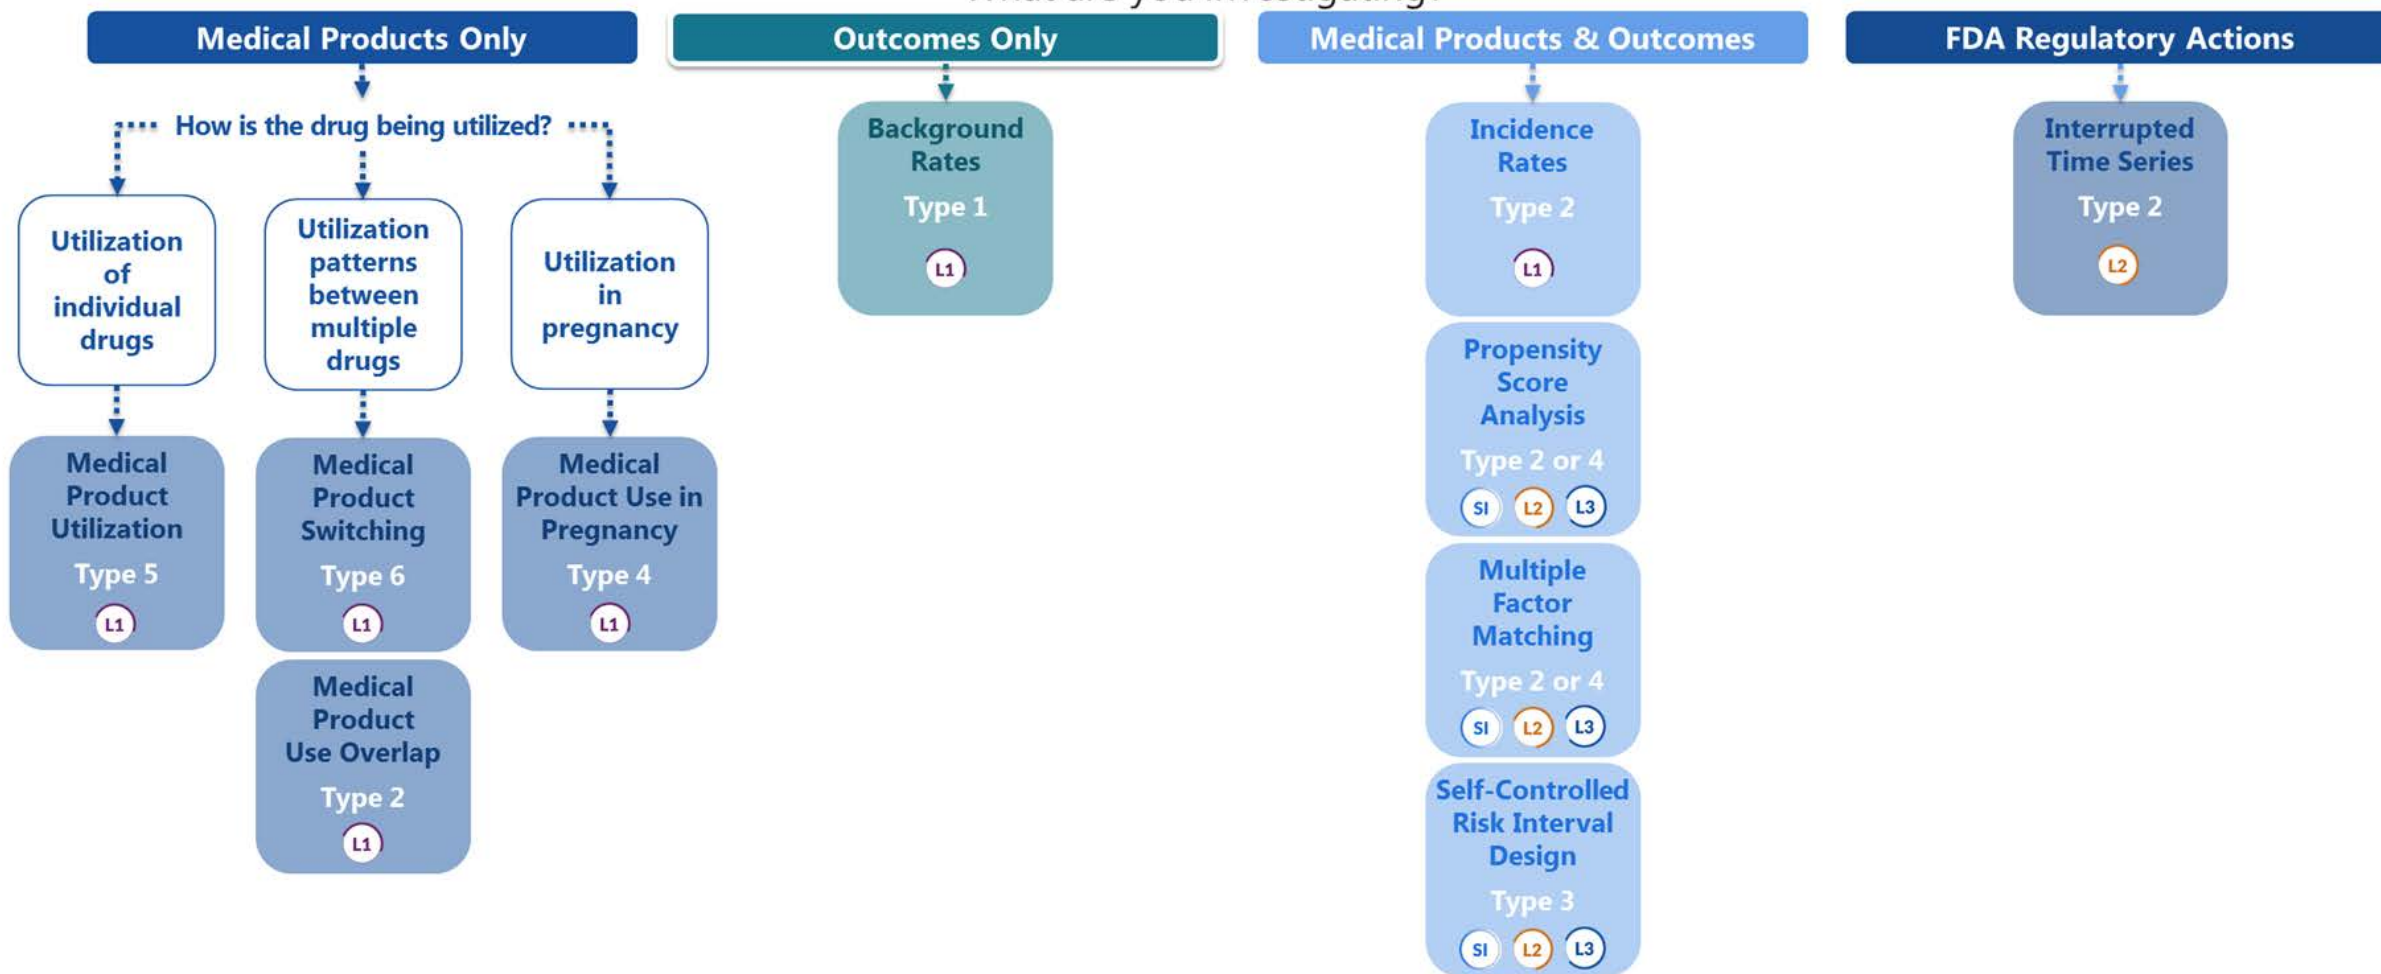 Medical Products Only
How is the drug being utilized?
Utilization
of
individual
drugs
Utilization
patterns
between
multiple
drugs
Utilization
in
pregnancy
Medical
Product
Utilization
Type 5
L1
Medical
Product
Switching
Type 6
L1
Medical
Product Use in
Pregnancy
Type 4
L1
Medical
Product
Use Overlap
Type 2
L1
Outcomes Only
Background
Rates
Type 1
L1
Medical Products & Outcomes
Incidence
Rates
Type 2
L1
Propensity
Score
Analysis
Type 2 or 4
SI L2 L3
Multiple
Factor
Matching
Type 2 or 4
SI L2 L3
Self-Controlled
Risk Interval
Design
Type 3
SI L2 L3
FDA Regulatory Actions
Interrupted
Time Series
Type 2
L2